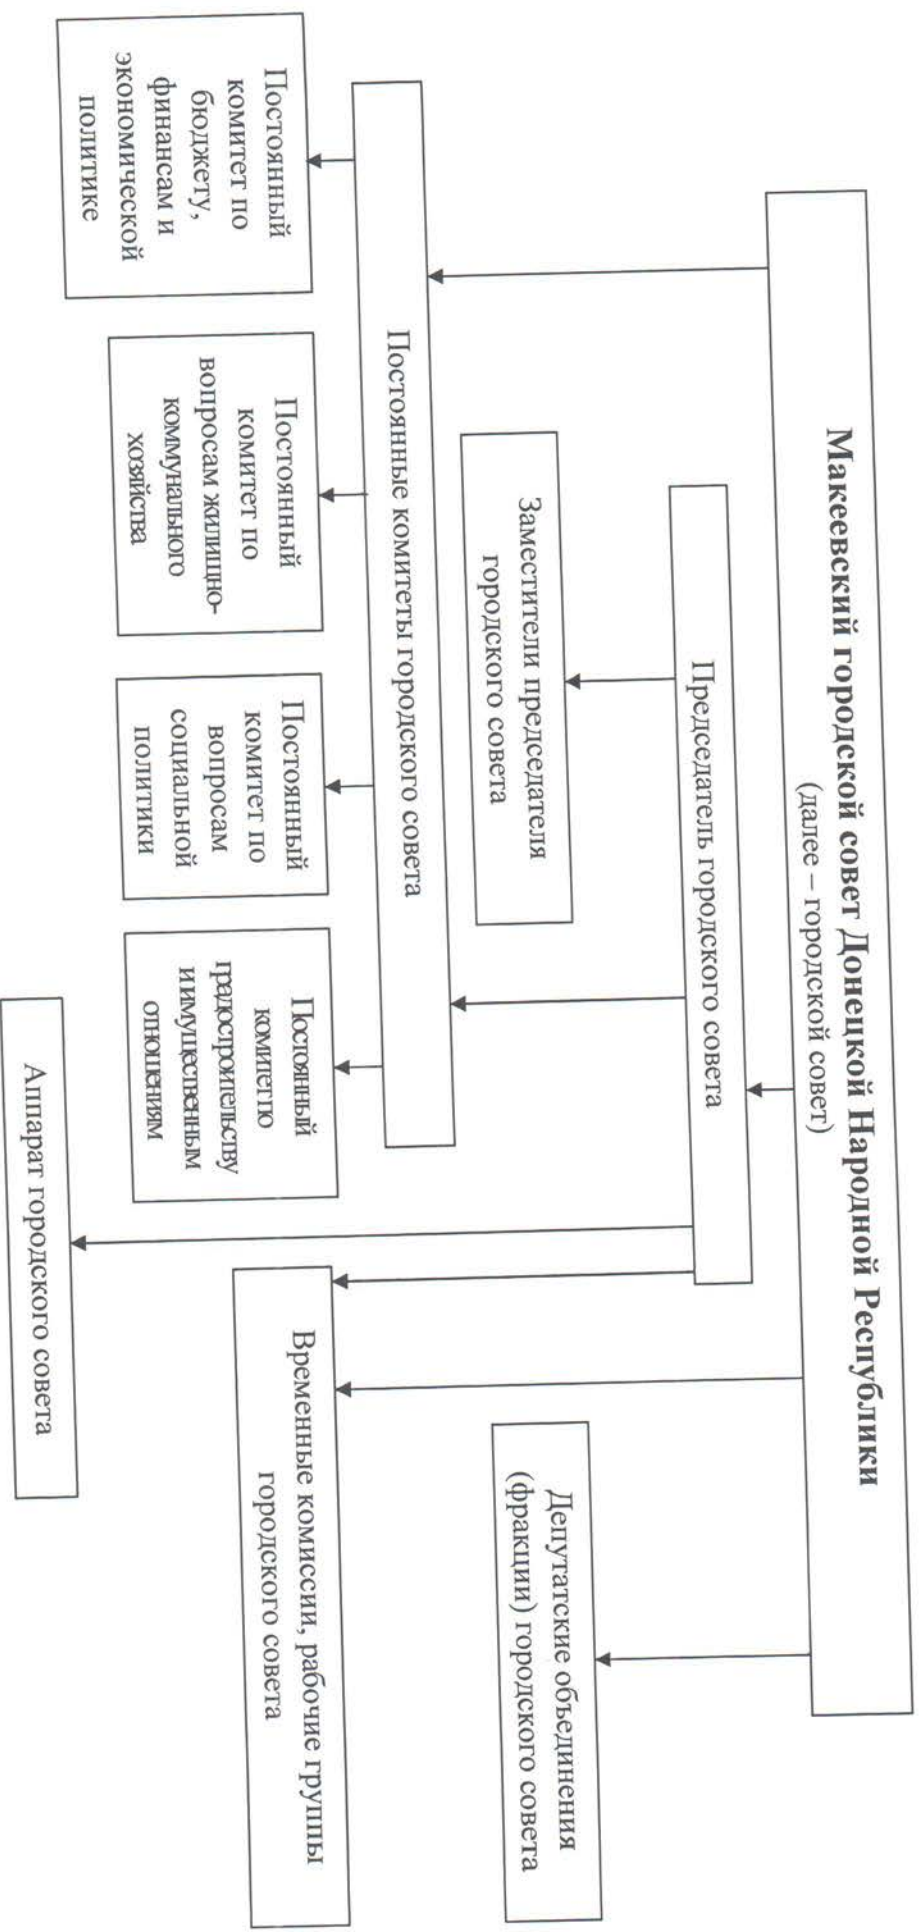 Макеевский городской совет Донецкой Народной Республики
(далее – городской совет)
Председатель городского совета
Заместители председателя
городского совета
Депутатские объединения
(фракции) городского совета
Постоянные комитеты городского совета
Временные комиссии, рабочие группы
городского совета
Постоянный
комитет по
бюджету,
финансам и
экономической
политике
Постоянный
комитет по
вопросам жилищно-
коммунального
хозяйства
Постоянный
комитет по
вопросам
социальной
политики
Постоянный
комитет по
градостроительству
и имущественным
отношениям
Аппарат городского совета